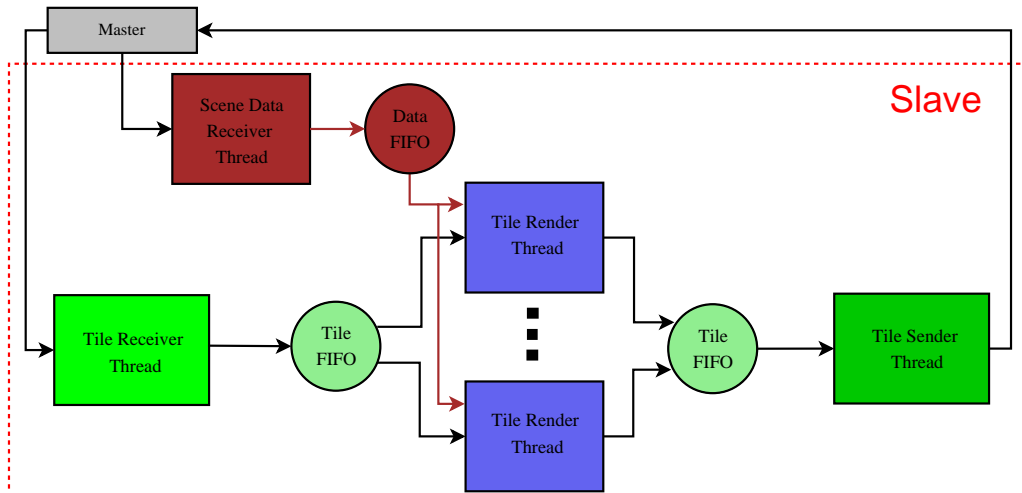 Master
Slave
Scene Data
Receiver
Thread
Data
FIFO
Tile Render
Thread
Tile Receiver
Thread
Tile
FIFO
Tile
FIFO
Tile Sender
Thread
Tile Render
Thread